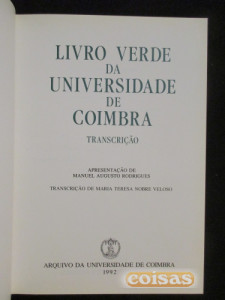 LIVRO VERDE
DA
UNIVERSIDADE
DE
COIMBRA
TRANSCRIÇÃO
APRESENTAÇÃO DE
MANUEL AUGUSTO RODRIGUES
TRANSCRIÇÃO DE MARIA TERESA NOBRE VELOSO
ARQUIVO DA UNIVERSIDADE DE COIMBRA
1992
coisas